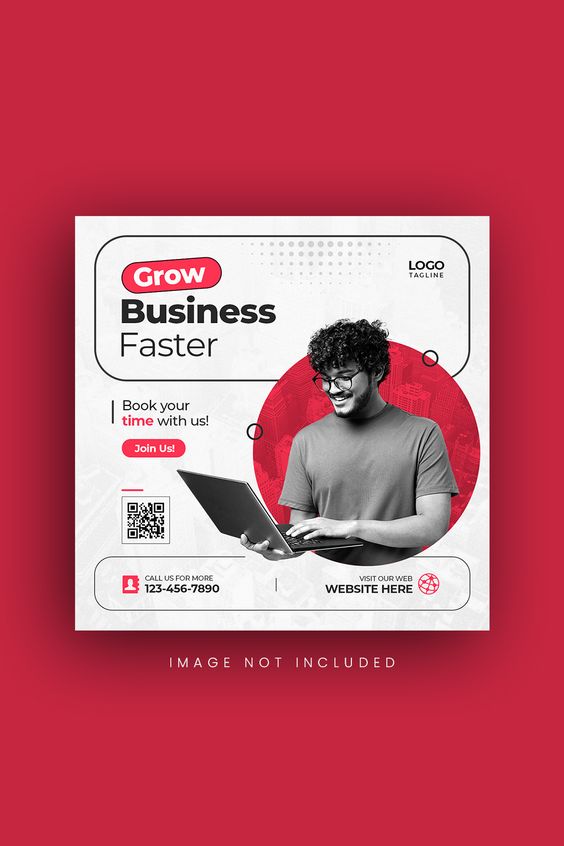 Grow
Business
Faster
LOGO
TAGLINE
Book your
time with us!
Join Us!
CALL US FOR MORE
123-456-7890
VISIT OUR WEB
WEBSITE HERE
IMAGE NOT INCLUDED